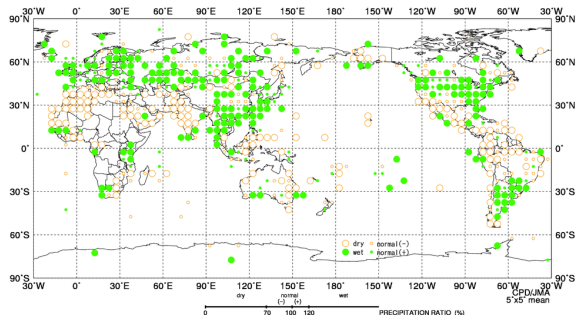 30°W 0° 30°E 60°E 90°E 120°E 150°E 180° 150°W 120°W 90°W 60°W 30°W
90°N 90°N
60°N 60°N
30°N 30°N
0° 0°
30°S 30°S
60°S 60°S
dry normal(-)
wet normal(+)
90°S 90°S
30°W 0° 30°E 60°E 90°E 120°E 150°E 180° 150°W 120°W 90°W 60°W 30°W
CPD/JMA
5°x5° mean
dry normal wet
(-) (+)
0 70 100 120 PRECIPITATION RATIO (%)